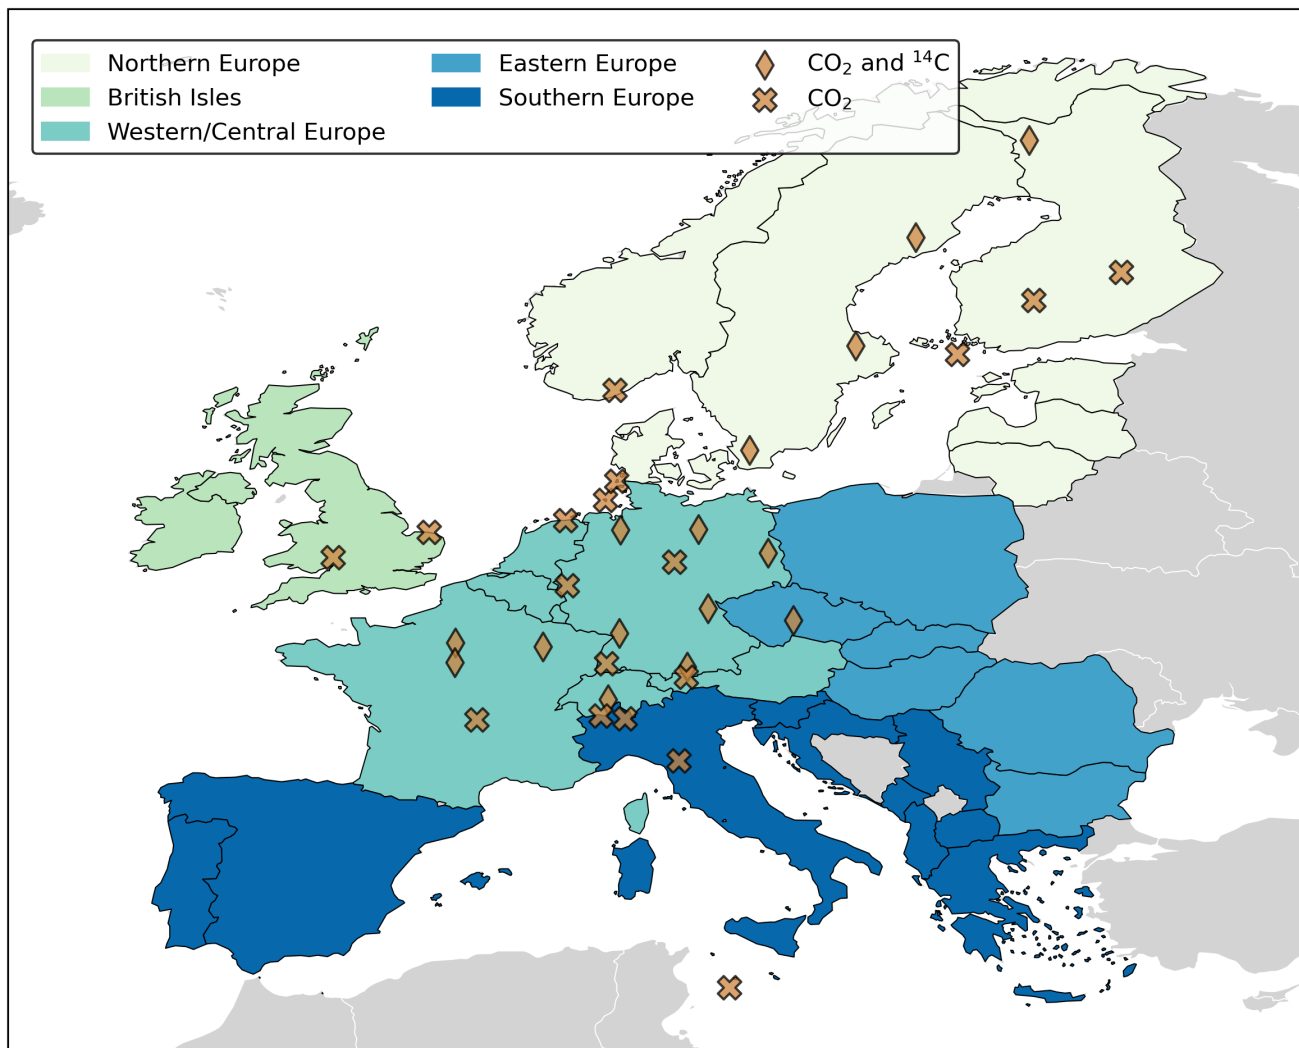 Northern Europe
British Isles
Western/Central Europe
Eastern Europe
Southern Europe
CO₂ and ¹⁴C
CO₂